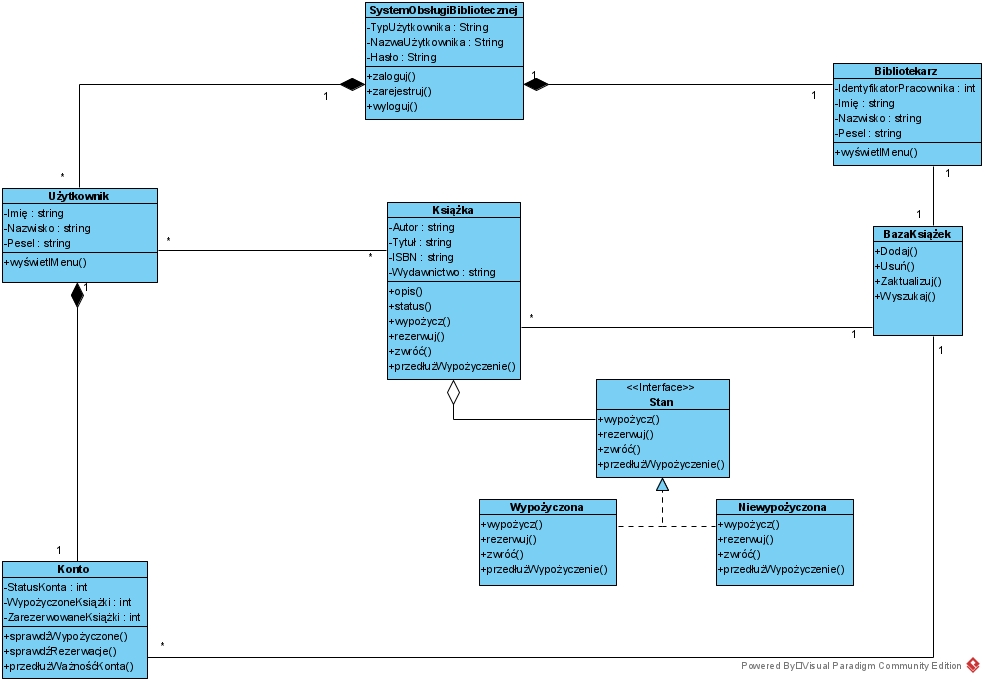 SystemObsługiBibliotecznej
-TypUżytkownika : String
-NazwaUżytkownika : String
-Hasło : String
+zaloguj()
+zarejestruj()
+wyloguj()
1
1
1
Bibliotekarz
-IdentyfikatorPracownika : int
-Imię : string
-Nazwisko : string
-Pesel : string
+wyświetlMenu()
1
*
Użytkownik
-Imię : string
-Nazwisko : string
-Pesel : string
+wyświetlMenu()
1
*
*
Książka
-Autor : string
-Tytuł : string
-ISBN : string
-Wydawnictwo : string
+opis()
+status()
+wypożycz()
+rezerwuj()
+zwróć()
+przedłużWypożyczenie()
*
1
1
BazaKsiążek
+Dodaj()
+Usuń()
+Zaktualizuj()
+Wyszukaj()
1
<<Interface>>
Stan
+wypożycz()
+rezerwuj()
+zwróć()
+przedłużWypożyczenie()
Wypożyczona
+wypożycz()
+rezerwuj()
+zwróć()
+przedłużWypożyczenie()
Niewypożyczona
+wypożycz()
+rezerwuj()
+zwróć()
+przedłużWypożyczenie()
1
Konto
-StatusKonta : int
-WypożyczoneKsiążki : int
-ZarezerwowaneKsiążki : int
+sprawdźWypożyczone()
+sprawdźRezerwacje()
+przedłużWażnośćKonta()
*
Powered By□Visual Paradigm Community Edition